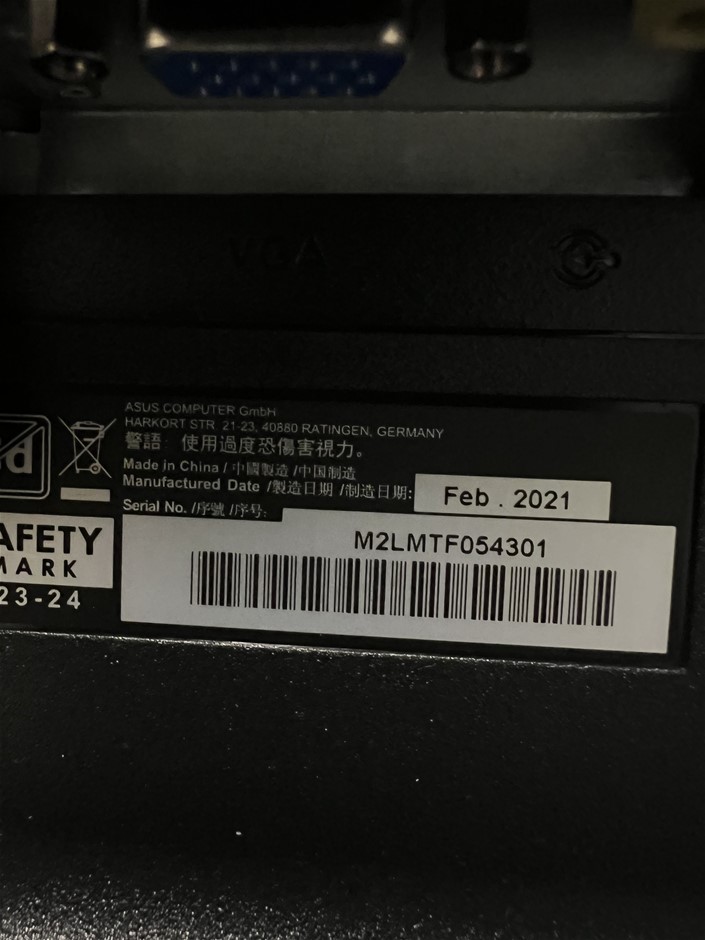 VGA
ASUS COMPUTER GmbH
HARKORT STR. 21-23, 40880 RATINGEN, GERMANY
警語: 使用過度恐傷害視力。
Made in China / 中國製造 /中国制造
Manufactured Date /製造日期 /制造日期:
Feb . 2021
Serial No. /序號 /序号:
M2LMTF054301
AFETY
MARK
23-24